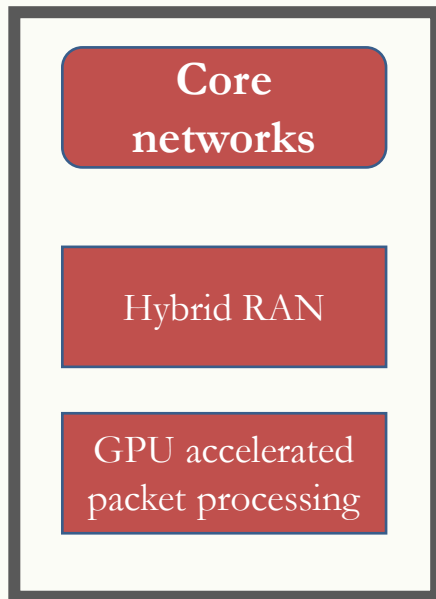 Core
networks
Hybrid RAN
GPU accelerated
packet processing